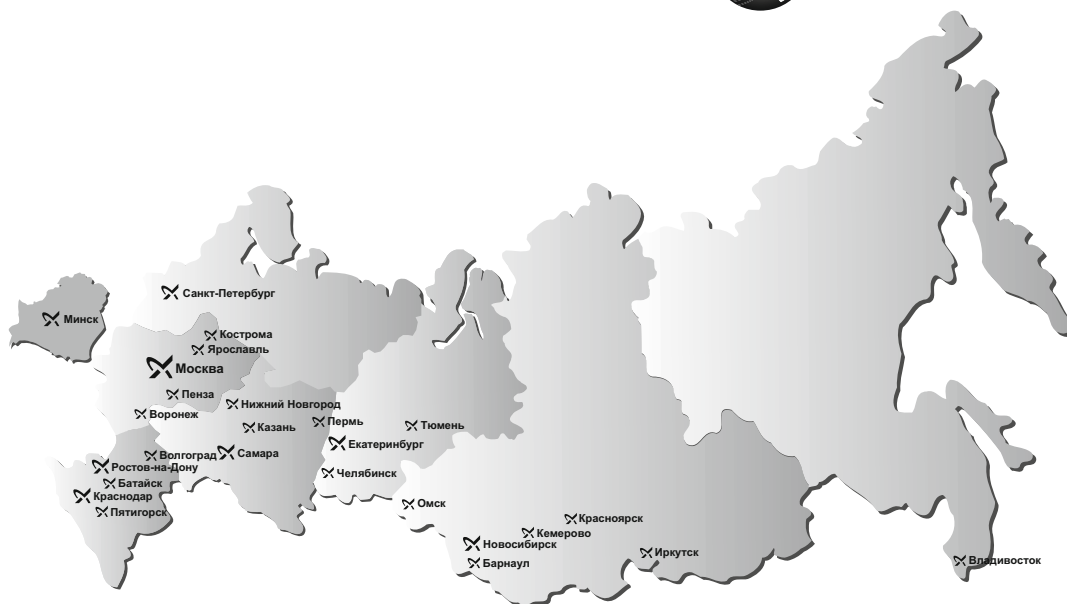 Санкт-Петербург
Минск
Кострома
Ярославль
Москва
Пенза
Нижний Новгород
Воронеж
Пермь
Казань
Тюмень
Екатеринбург
Волгоград
Самара
Ростов-на-Дону
Челябинск
Батайск
Краснодар
Омск
Пятигорск
Красноярск
Кемерово
Новосибирск
Иркутск
Барнаул
Владивосток